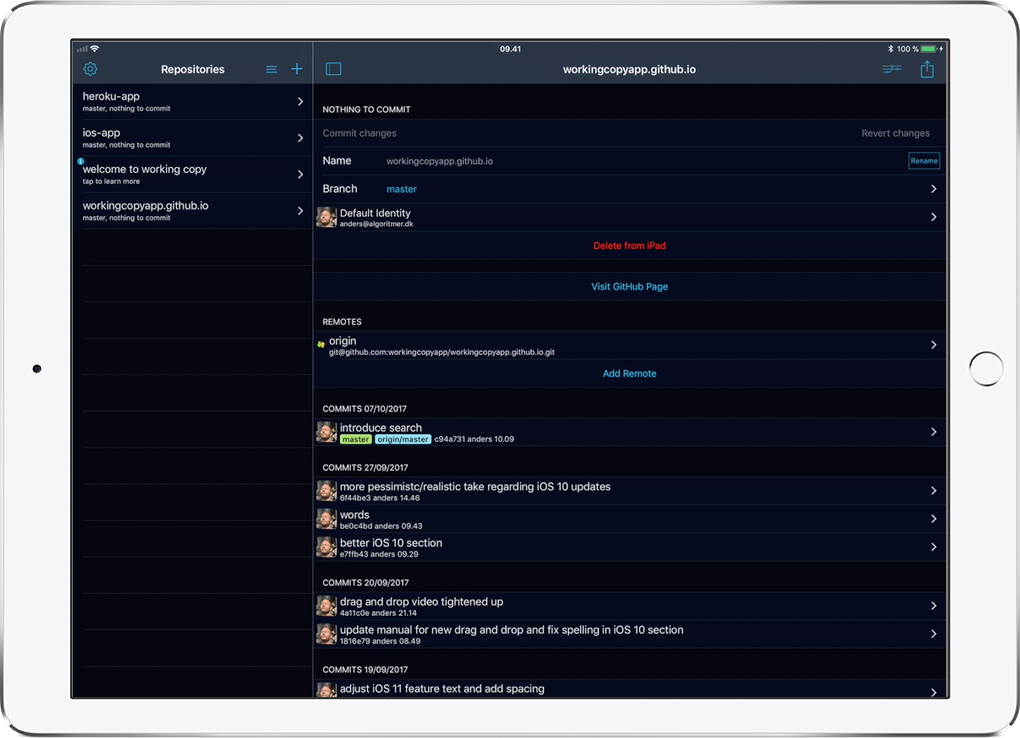 09.41
100 %
Repositories
workingcopyapp.github.io
heroku-app
master, nothing to commit
ios-app
master, nothing to commit
welcome to working copy
tap to learn more
workingcopyapp.github.io
master, nothing to commit
NOTHING TO COMMIT
Commit changes Revert changes
Name workingcopyapp.github.io Rename
Branch master
Default Identity
anders@algoritmer.dk
Delete from iPad
Visit GitHub Page
REMOTES
origin
git@github.com:workingcopyapp/workingcopyapp.github.io.git
Add Remote
COMMITS 07/10/2017
introduce search
master origin/master c94a731 anders 10.09
COMMITS 27/09/2017
more pessimistc/realistic take regarding iOS 10 updates
6f44be3 anders 14.46
words
be0c4bd anders 09.43
better iOS 10 section
e7ffb43 anders 09.29
COMMITS 20/09/2017
drag and drop video tightened up
4a11c0e anders 21.14
update manual for new drag and drop and fix spelling in iOS 10 section
1816e79 anders 08.49
COMMITS 19/09/2017
adjust iOS 11 feature text and add spacing